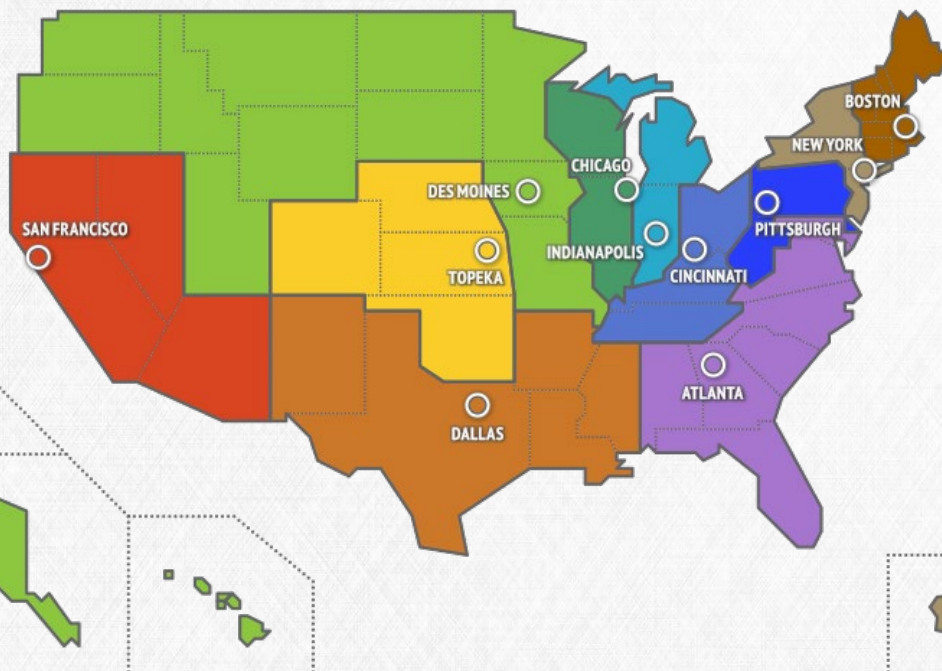 BOSTON
NEW YORK
CHICAGO
DES MOINES
PITTSBURGH
SAN FRANCISCO
INDIANAPOLIS
CINCINNATI
TOPEKA
ATLANTA
DALLAS